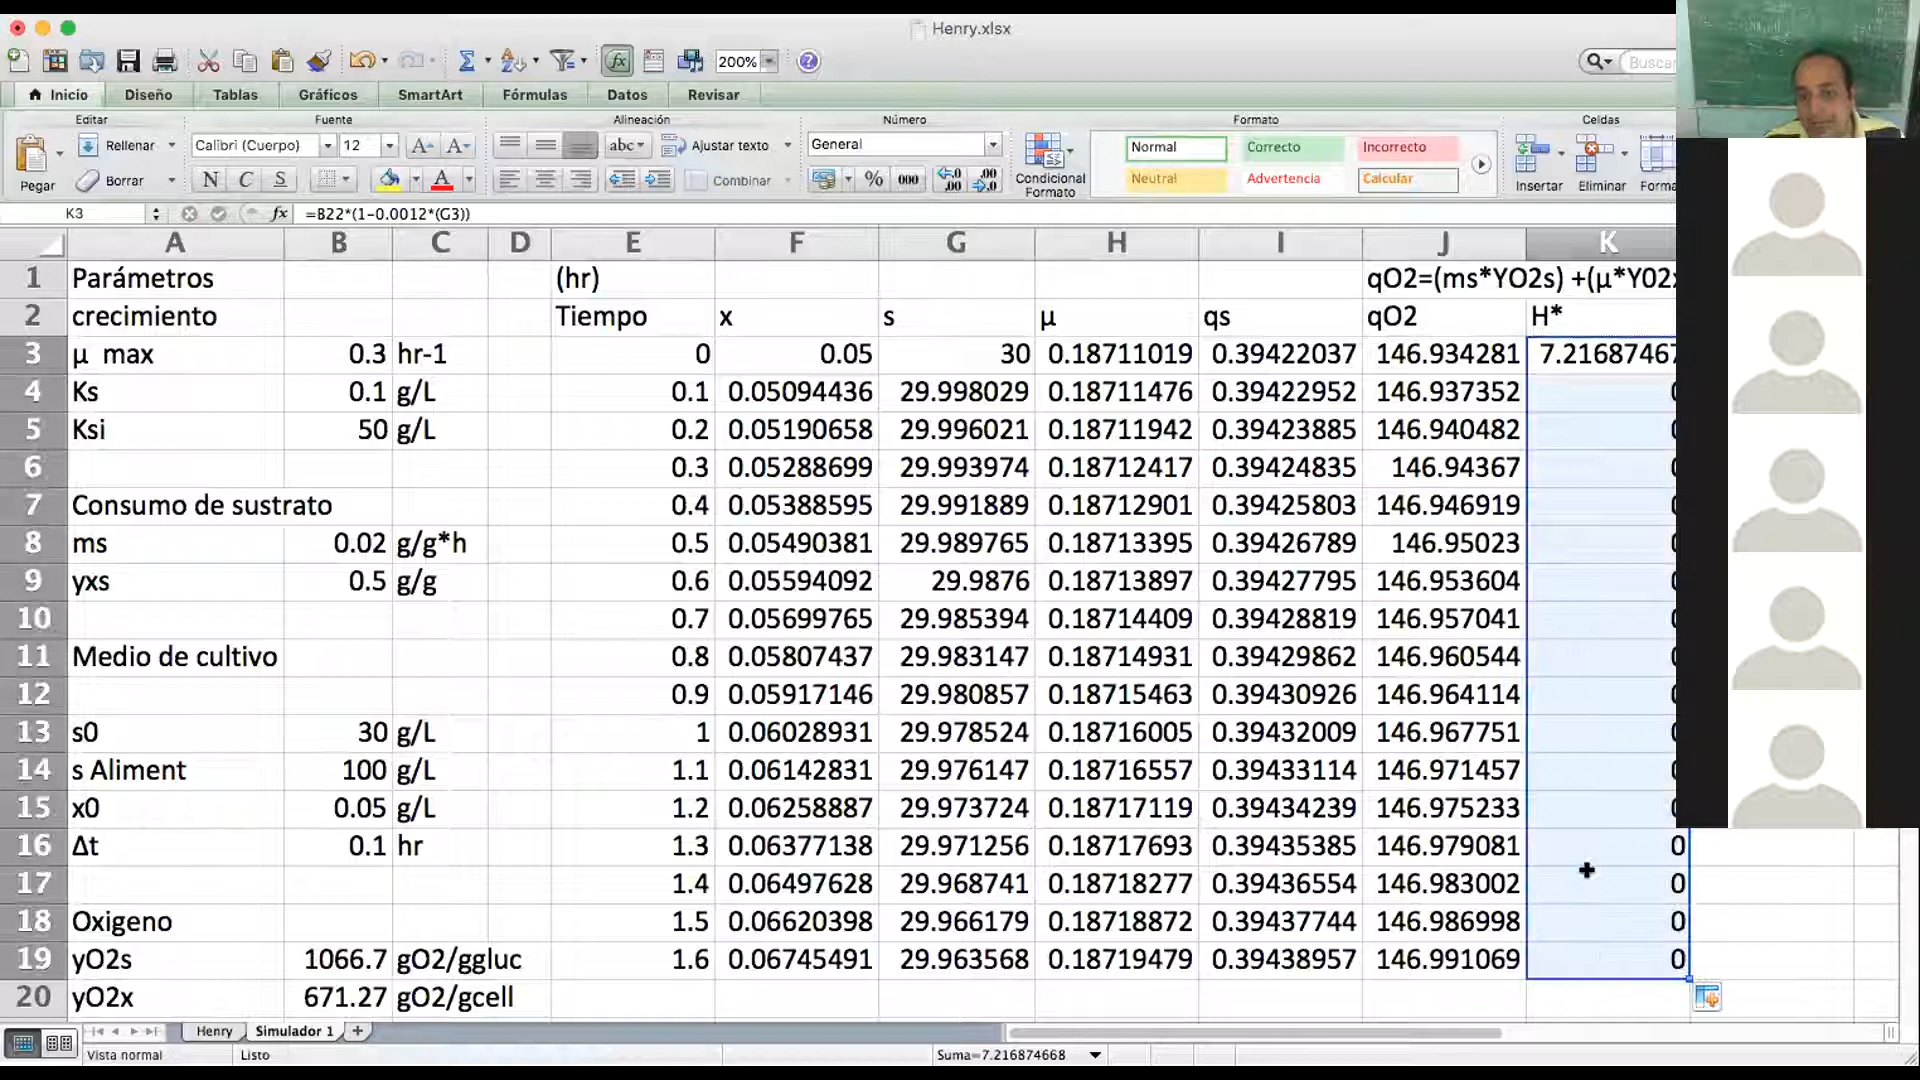 Henry.xlsx
200%
Buscar
Inicio Diseño Tablas Gráficos SmartArt Fórmulas Datos Revisar
Editar Fuente Alineación Número Formato Celdas
Pegar Rellenar Borrar
Calibri (Cuerpo) 12 A A
N C S A
abc Ajustar texto
Combinar
General
% 000
Condicional
Formato
Normal Correcto Incorrecto
Neutral Advertencia Calcular
Insertar Eliminar Forma
K3 fx =B22*(1-0.0012*(G3))
A B C D E F G H I J K
1 Parámetros (hr) qO2=(ms*YO2s) +(μ*Y02x
2 crecimiento Tiempo x s μ qs qO2 H*
3 μ max 0.3 hr-1 0 0.05 30 0.18711019 0.39422037 146.934281 7.21687467
4 Ks 0.1 g/L 0.1 0.05094436 29.998029 0.18711476 0.39422952 146.937352 0
5 Ksi 50 g/L 0.2 0.05190658 29.996021 0.18711942 0.39423885 146.940482 0
6 0.3 0.05288699 29.993974 0.18712417 0.39424835 146.94367 0
7 Consumo de sustrato 0.4 0.05388595 29.991889 0.18712901 0.39425803 146.946919 0
8 ms 0.02 g/g*h 0.5 0.05490381 29.989765 0.18713395 0.39426789 146.95023 0
9 yxs 0.5 g/g 0.6 0.05594092 29.9876 0.18713897 0.39427795 146.953604 0
10 0.7 0.05699765 29.985394 0.18714409 0.39428819 146.957041 0
11 Medio de cultivo 0.8 0.05807437 29.983147 0.18714931 0.39429862 146.960544 0
12 0.9 0.05917146 29.980857 0.18715463 0.39430926 146.964114 0
13 s0 30 g/L 1 0.06028931 29.978524 0.18716005 0.39432009 146.967751 0
14 s Aliment 100 g/L 1.1 0.06142831 29.976147 0.18716557 0.39433114 146.971457 0
15 x0 0.05 g/L 1.2 0.06258887 29.973724 0.18717119 0.39434239 146.975233 0
16 Δt 0.1 hr 1.3 0.06377138 29.971256 0.18717693 0.39435385 146.979081 0
17 1.4 0.06497628 29.968741 0.18718277 0.39436554 146.983002 0
18 Oxigeno 1.5 0.06620398 29.966179 0.18718872 0.39437744 146.986998 0
19 yO2s 1066.7 gO2/ggluc 1.6 0.06745491 29.963568 0.18719479 0.39438957 146.991069 0
20 yO2x 671.27 gO2/gcell
Henry Simulador 1
Vista normal Listo Suma=7.216874668